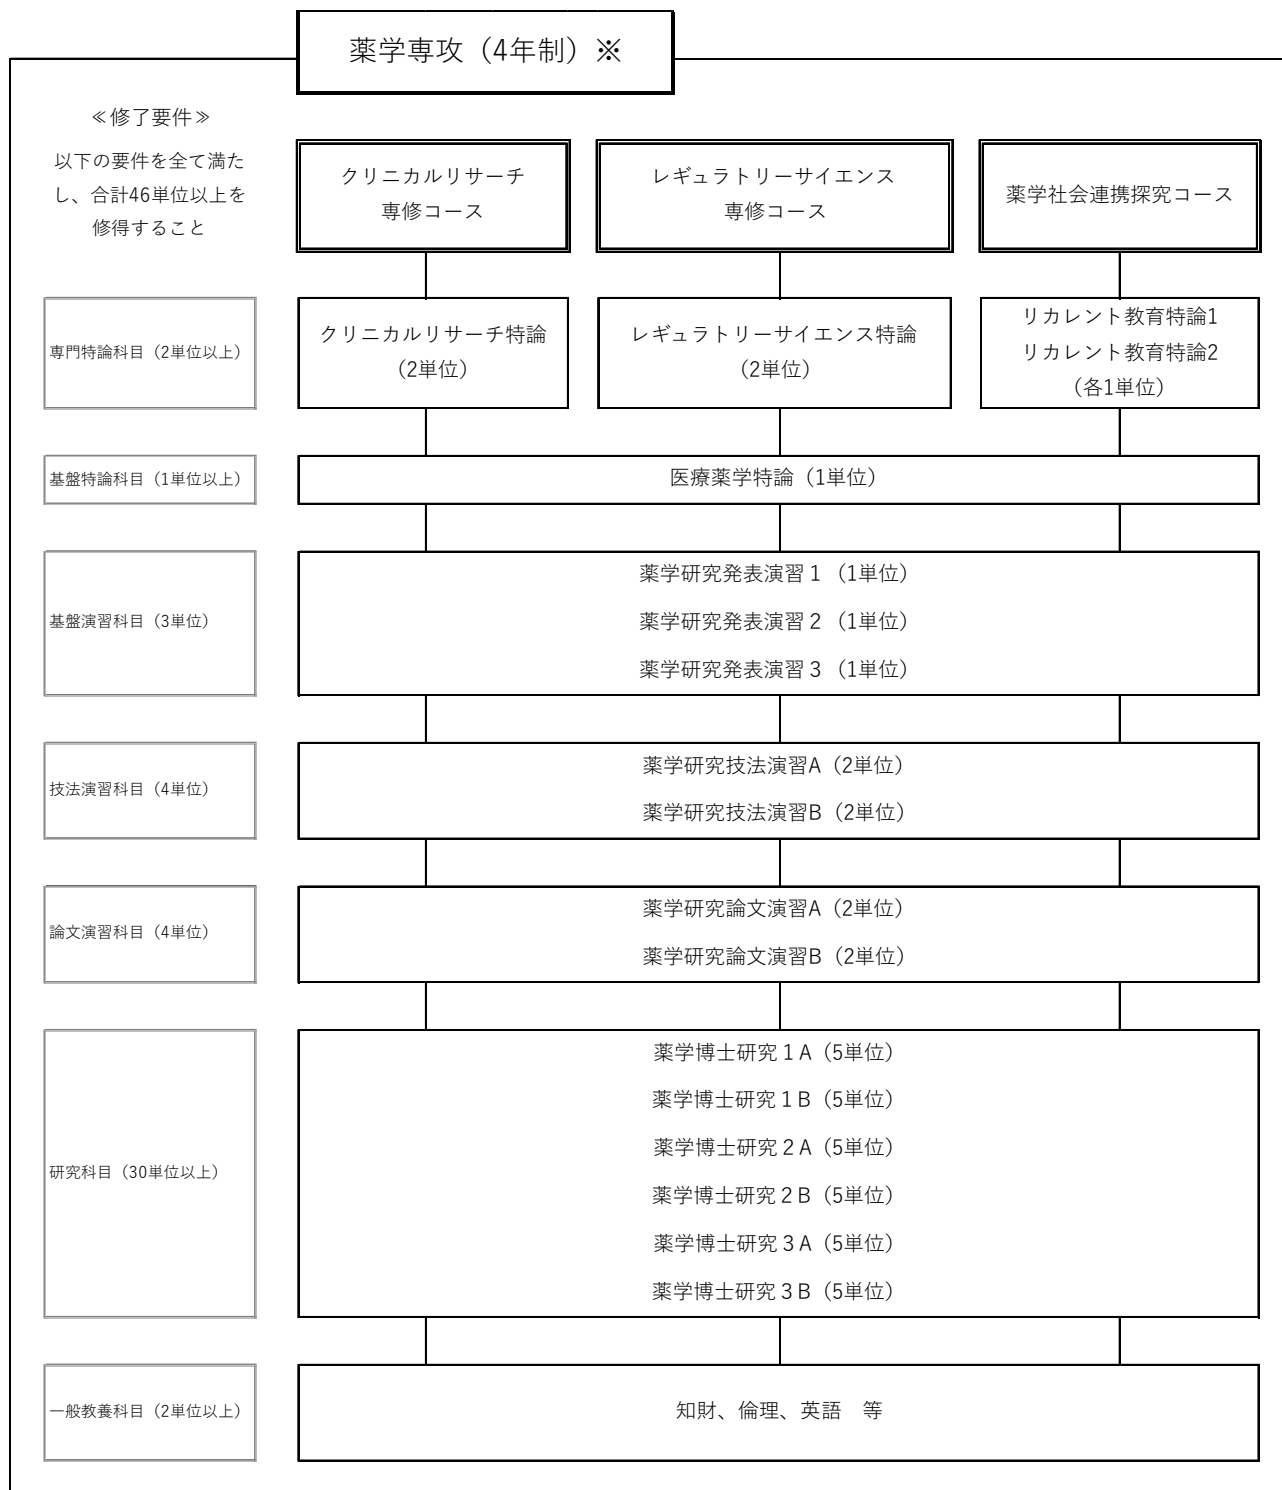 薬学専攻（4年制）※
≪修了要件≫
以下の要件を全て満た
し、合計46単位以上を
修得すること
クリニカルリサーチ
専修コース
レギュラトリーサイエンス
専修コース
薬学社会連携探究コース
専門特論科目（2単位以上）
クリニカルリサーチ特論
（2単位）
レギュラトリーサイエンス特論
（2単位）
リカレント教育特論1
リカレント教育特論2
（各1単位）
基盤特論科目（1単位以上）
医療薬学特論（1単位）
基盤演習科目（3単位）
薬学研究発表演習１（1単位）
薬学研究発表演習２（1単位）
薬学研究発表演習３（1単位）
技法演習科目（4単位）
薬学研究技法演習A（2単位）
薬学研究技法演習B（2単位）
論文演習科目（4単位）
薬学研究論文演習A（2単位）
薬学研究論文演習B（2単位）
研究科目（30単位以上）
薬学博士研究１A（5単位）
薬学博士研究１B（5単位）
薬学博士研究２A（5単位）
薬学博士研究２B（5単位）
薬学博士研究３A（5単位）
薬学博士研究３B（5単位）
一般教養科目（2単位以上）
知財、倫理、英語　等